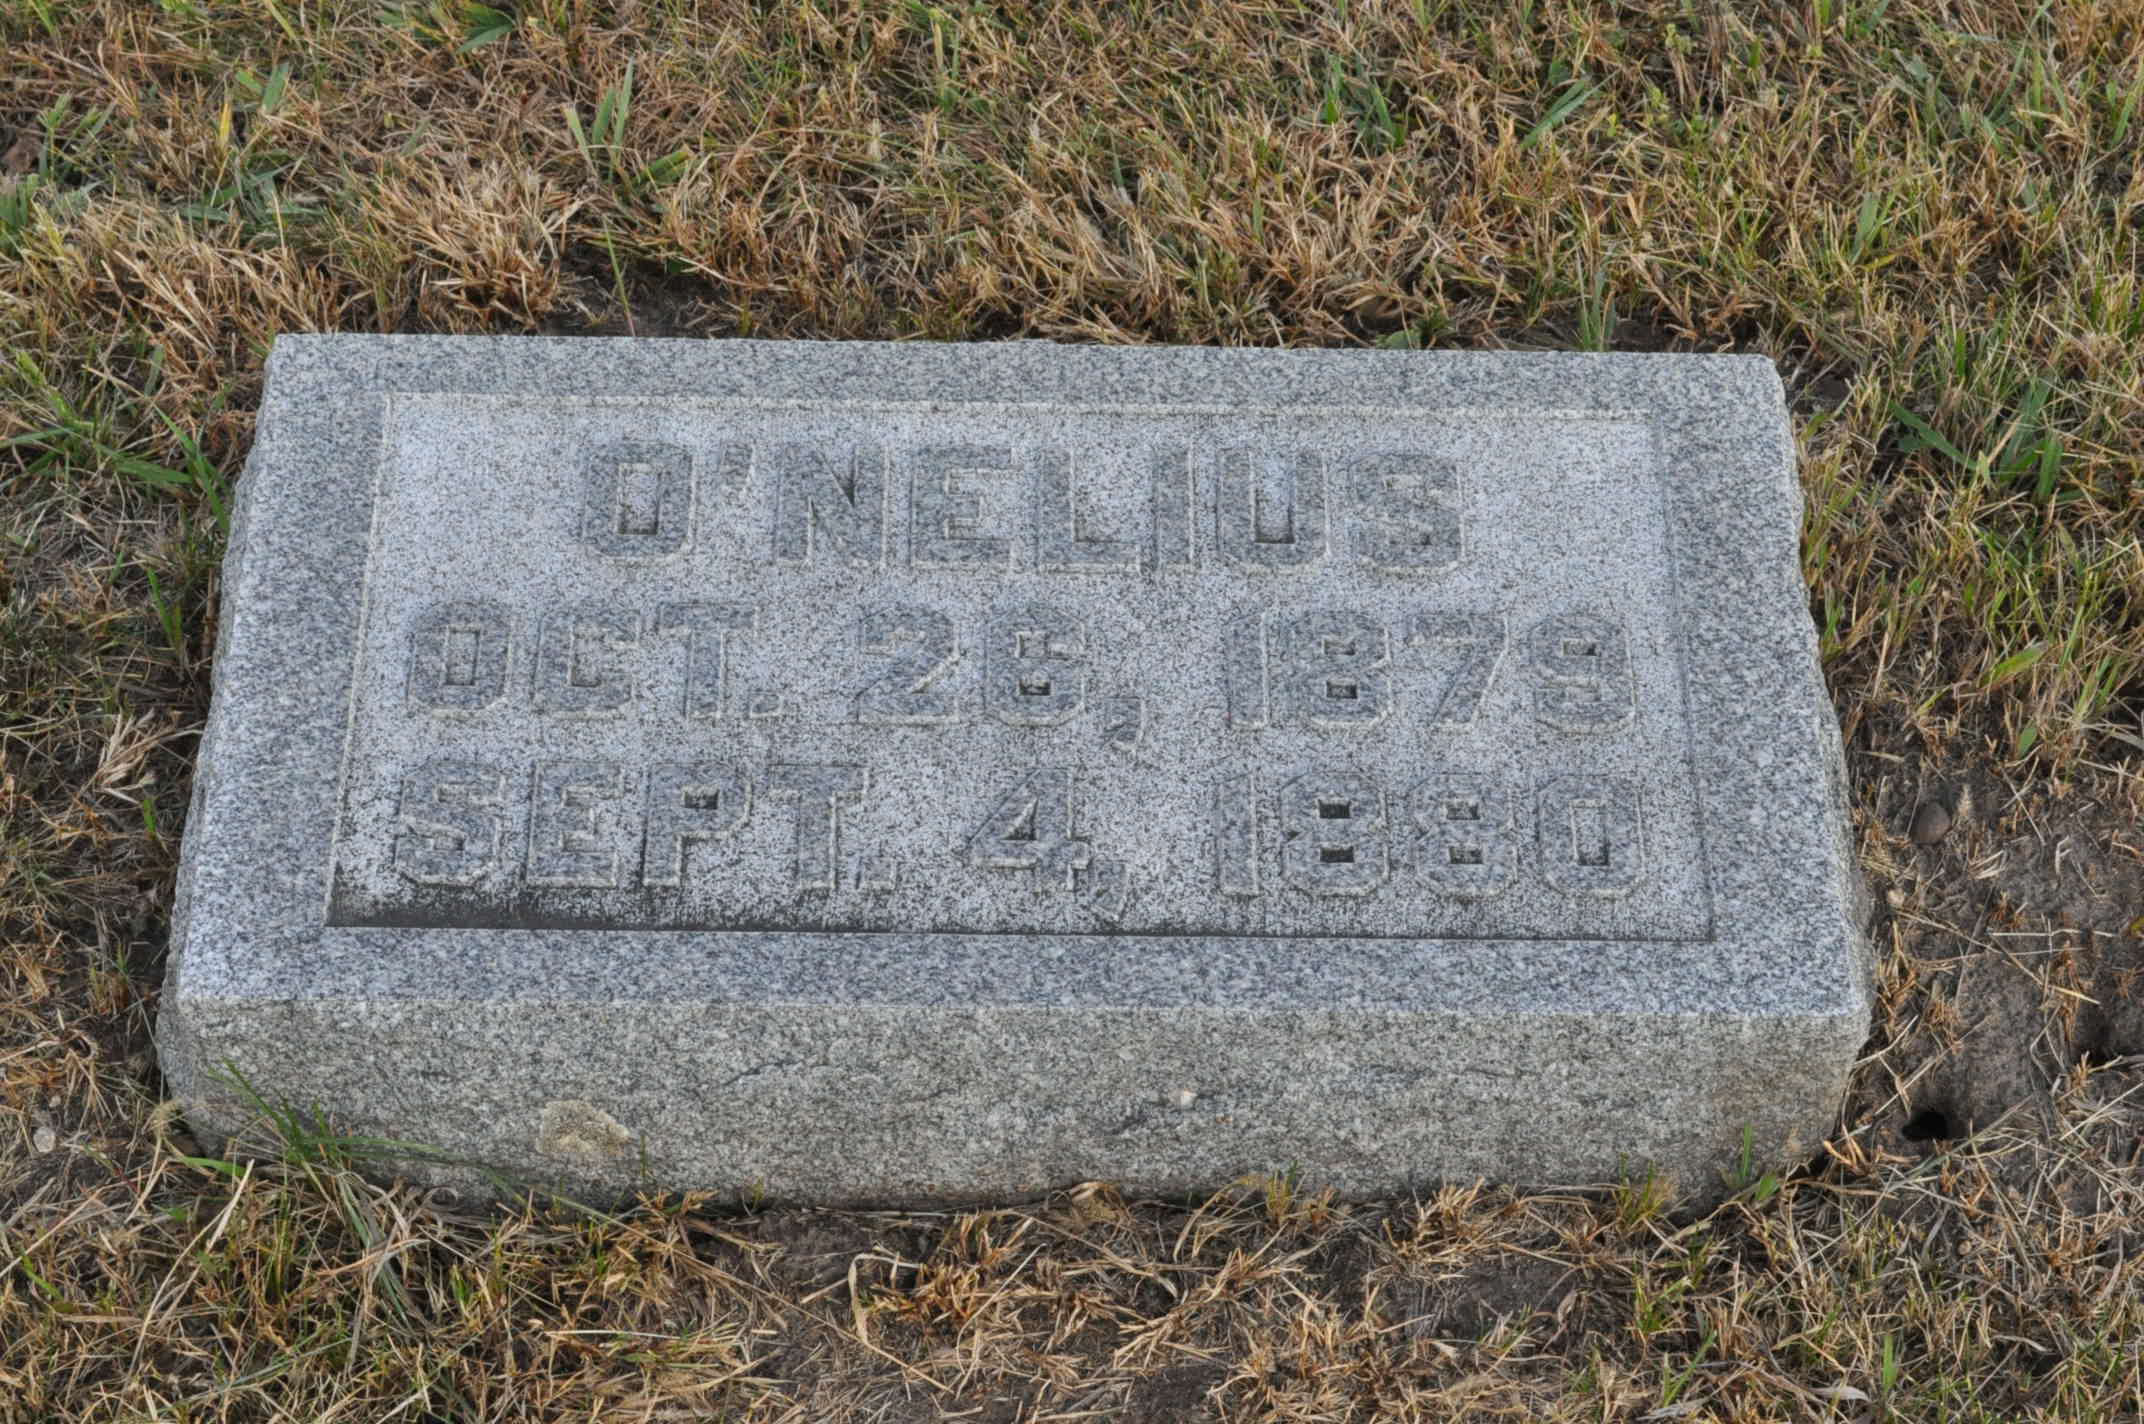 O'NELIUS
OCT. 26, 1879
SEPT. 4, 1880